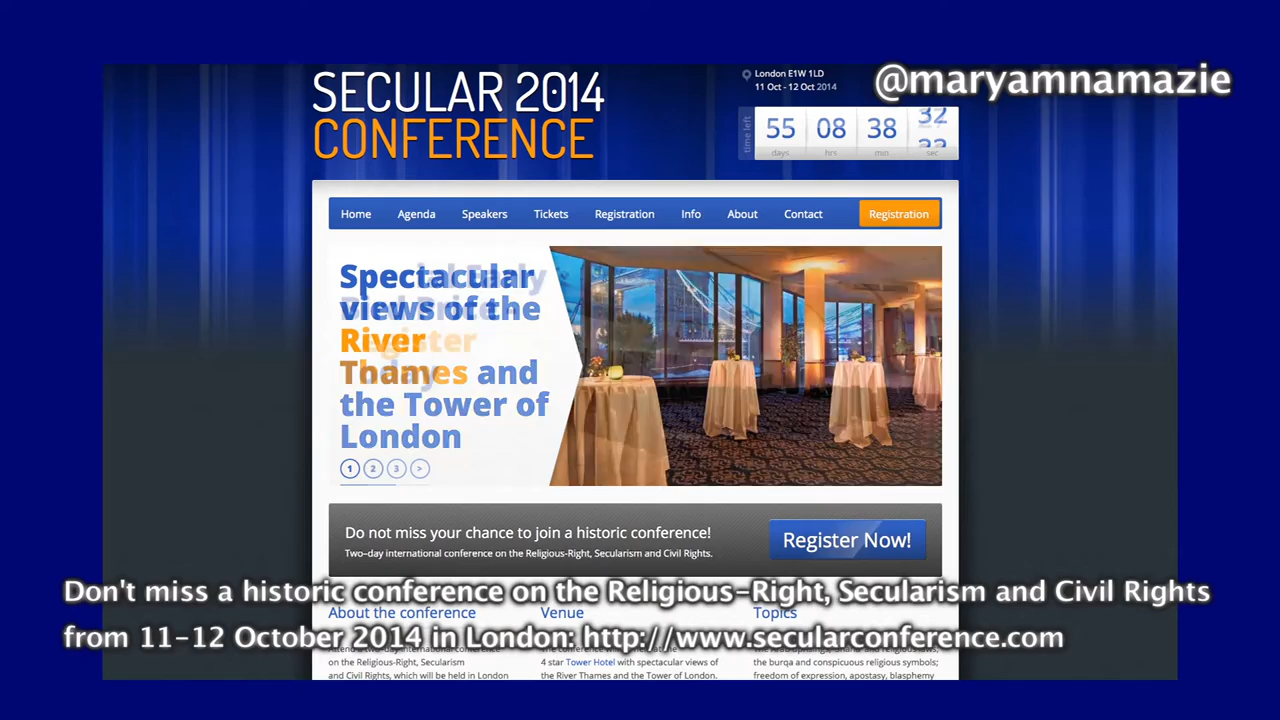 @maryamnamazie
SECULAR 2014
CONFERENCE
London E1W 1LD
11 Oct - 12 Oct 2014
time left
55 08 38 32
days hrs min sec
Home Agenda Speakers Tickets Registration Info About Contact Registration
Spectacular
views of the
River
Thames and
the Tower of
London
1 2 3 >
Do not miss your chance to join a historic conference!
Two-day international conference on the Religious-Right, Secularism and Civil Rights.
Register Now!
Don't miss a historic conference on the Religious-Right, Secularism and Civil Rights
from 11-12 October 2014 in London: http://www.secularconference.com
About the conference Venue Topics
4 star Tower Hotel with spectacular views of
the River Thames and the Tower of London.
on the Religious-Right, Secularism
and Civil Rights, which will be held in London
the burqa and conspicuous religious symbols;
freedom of expression, apostasy, blasphemy